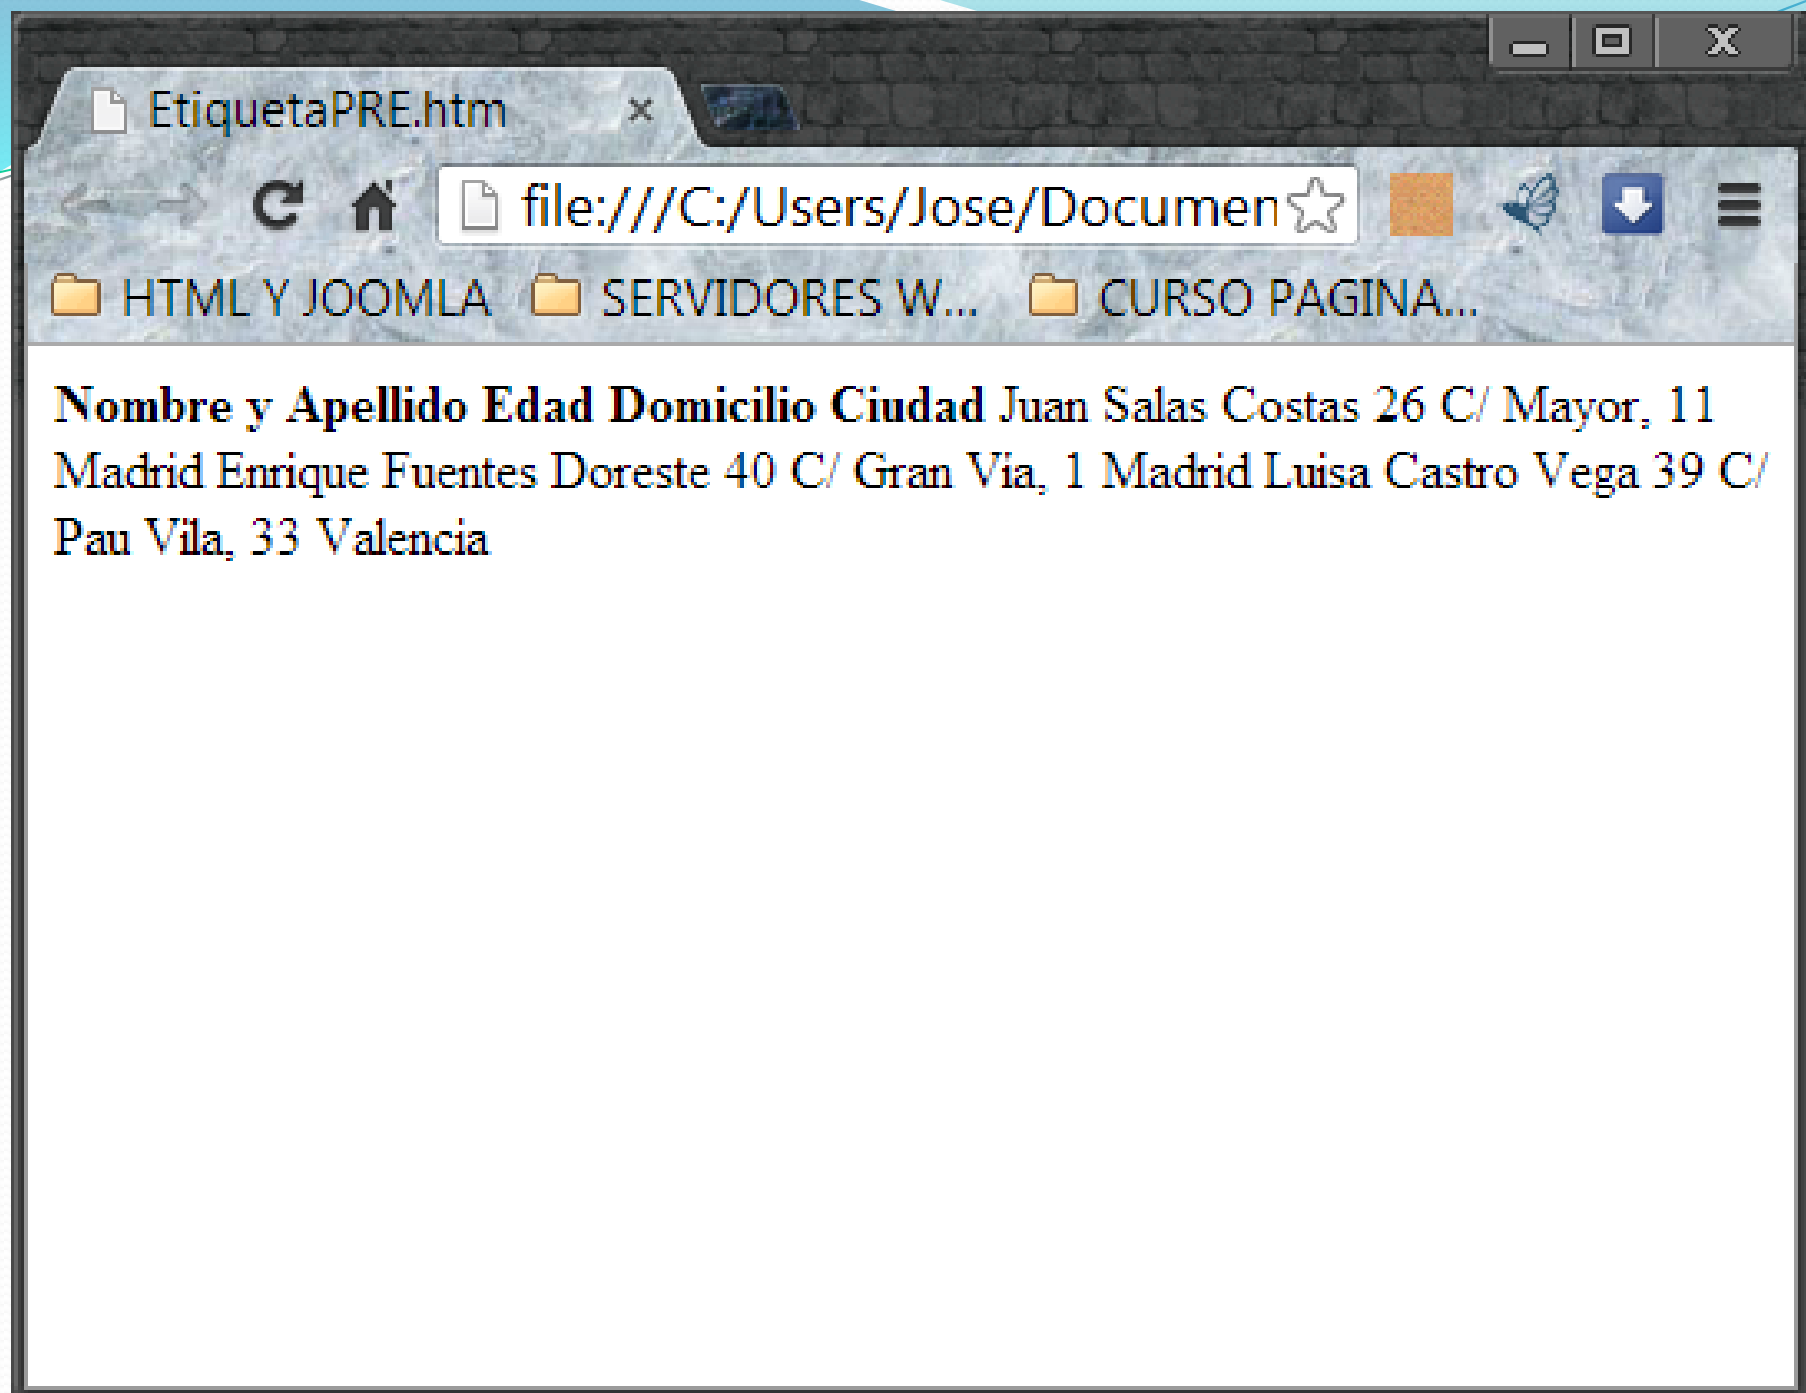 EtiquetaPRE.htm
file:///C:/Users/Jose/Documen
HTML Y JOOMLA SERVIDORES W... CURSO PAGINA...
Nombre y Apellido Edad Domicilio Ciudad Juan Salas Costas 26 C/ Mayor, 11
Madrid Enrique Fuentes Doreste 40 C/ Gran Vía, 1 Madrid Luisa Castro Vega 39 C/
Pau Vila, 33 Valencia